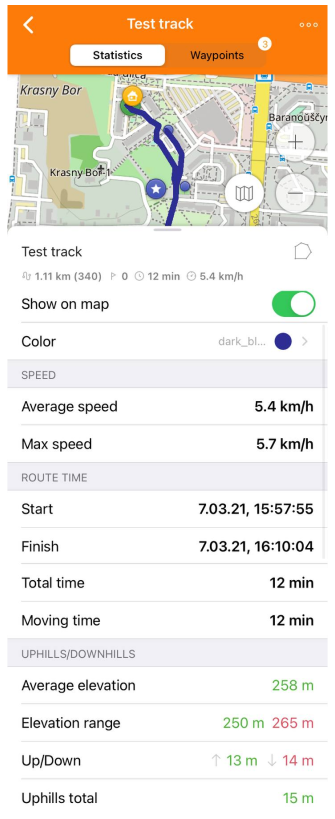 Test track
Statistics
Waypoints
3
Krasny Bor
Baranoŭščyn
Krasny Bor-1
Test track
1.11 km (340) 0 12 min 5.4 km/h
Show on map
Color dark_bl...
SPEED
Average speed 5.4 km/h
Max speed 5.7 km/h
ROUTE TIME
Start 7.03.21, 15:57:55
Finish 7.03.21, 16:10:04
Total time 12 min
Moving time 12 min
UPHILLS/DOWNHILLS
Average elevation 258 m
Elevation range 250 m 265 m
Up/Down ↑ 13 m ↓ 14 m
Uphills total 15 m